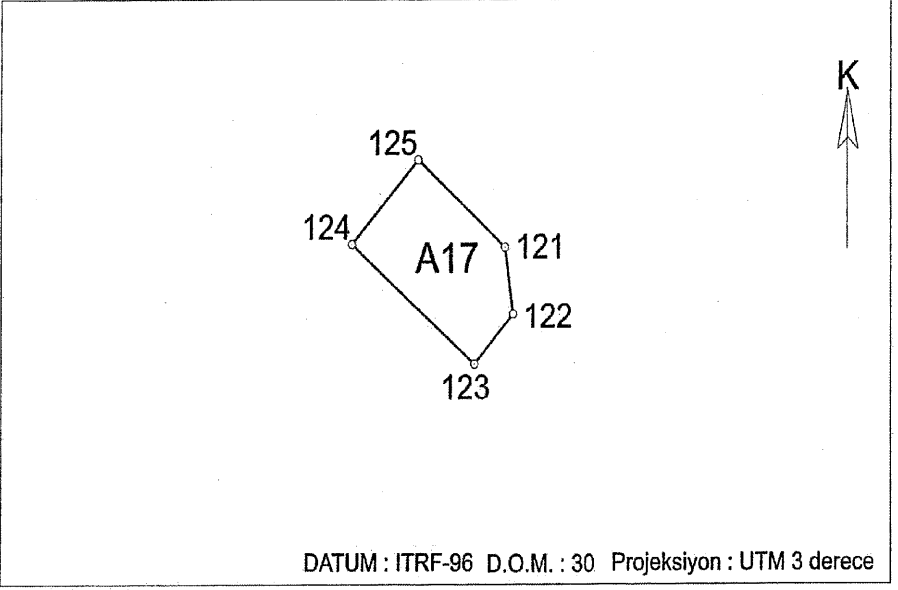 K
125
124
121
A17
122
123
DATUM : ITRF-96 D.O.M. : 30 Projeksiyon : UTM 3 derece